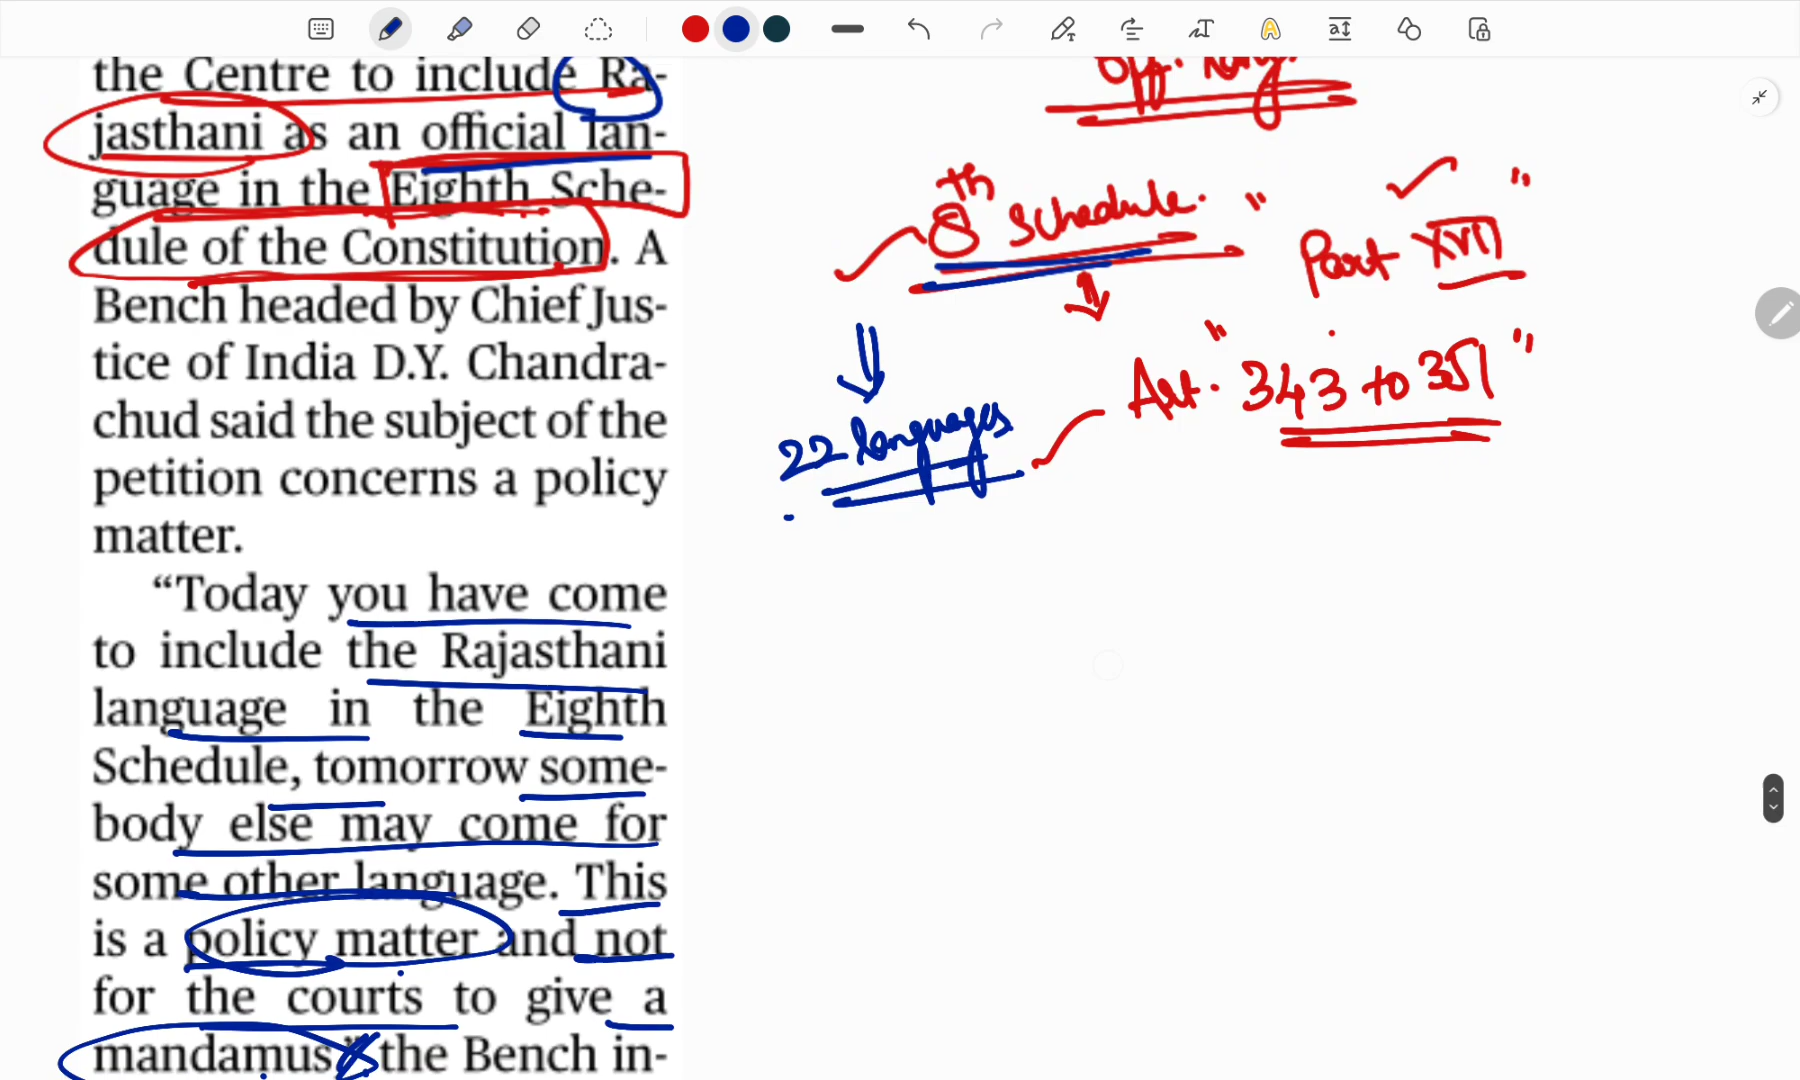 the Centre to include Ra-
jasthani as an official lan-
guage in the Eighth Sche-
dule of the Constitution. A
Bench headed by Chief Jus-
tice of India D.Y. Chandra-
chud said the subject of the
petition concerns a policy
matter.
“Today you have come
to include the Rajasthani
language in the Eighth
Schedule, tomorrow some-
body else may come for
some other language. This
is a policy matter and not
for the courts to give a
mandamus,” the Bench in-
8th Schedule.
Part XVII
Art. "343 to 351"
22 languages